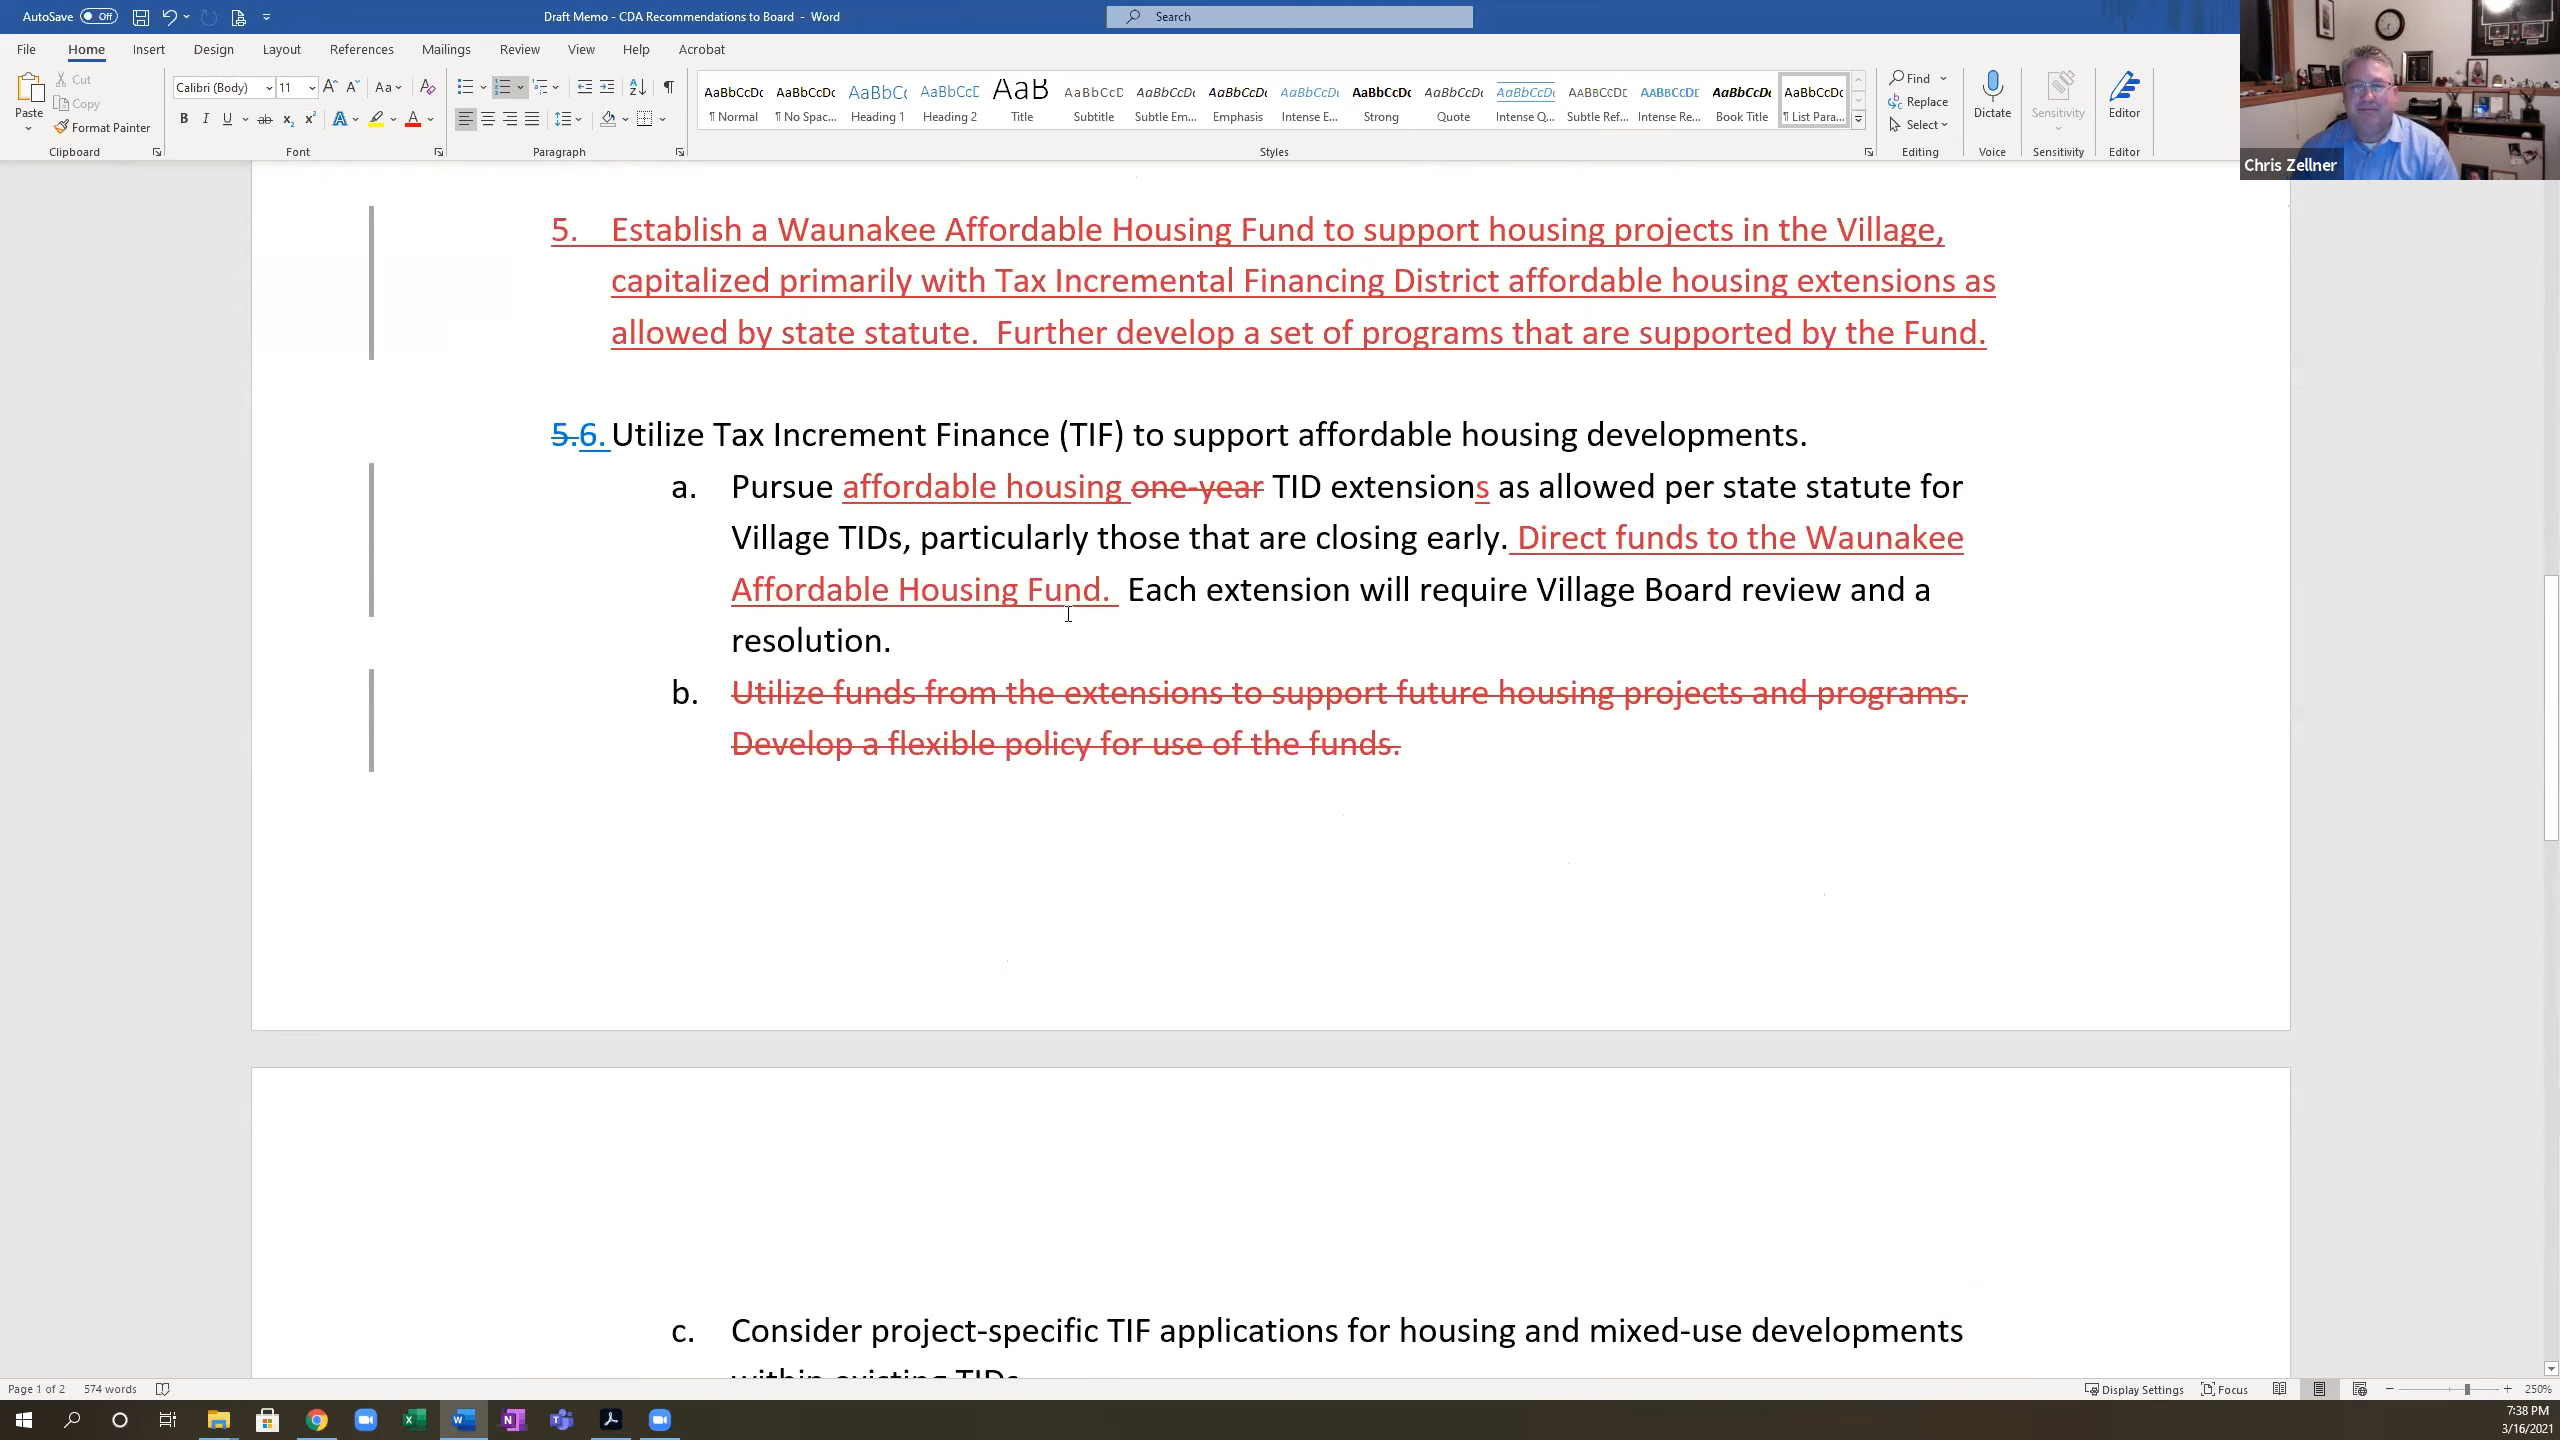 AutoSave Off
Draft Memo - CDA Recommendations to Board - Word
Search
File Home Insert Design Layout References Mailings Review View Help Acrobat
Paste
Cut
Copy
Format Painter
Clipboard
Calibri (Body) 11
Font
Paragraph
AaBbCcDc AaBbCcDc AaBbCc AaBbCcD AaB AaBbCcD AaBbCcDc AaBbCcDc AaBbCcDc AaBbCcDc AaBbCcDc AaBbCcDc AaBbCcDc AaBbCcDc AaBbCcDc AaBbCcDc
¶ Normal ¶ No Spac... Heading 1 Heading 2 Title Subtitle Subtle Em... Emphasis Intense E... Strong Quote Intense Q... Subtle Ref... Intense Re... Book Title ¶ List Para...
Styles
Find
Replace
Select
Editing
Dictate
Voice
Sensitivity
Sensitivity
Editor
Editor
Chris Zellner
5. Establish a Waunakee Affordable Housing Fund to support housing projects in the Village,
capitalized primarily with Tax Incremental Financing District affordable housing extensions as
allowed by state statute. Further develop a set of programs that are supported by the Fund.
5.6. Utilize Tax Increment Finance (TIF) to support affordable housing developments.
a. Pursue affordable housing one-year TID extensions as allowed per state statute for
Village TIDs, particularly those that are closing early. Direct funds to the Waunakee
Affordable Housing Fund. Each extension will require Village Board review and a
resolution.
b. Utilize funds from the extensions to support future housing projects and programs.
Develop a flexible policy for use of the funds.
c. Consider project-specific TIF applications for housing and mixed-use developments
within existing TIDs
Page 1 of 2 574 words
Display Settings Focus 250%
7:38 PM
3/16/2021